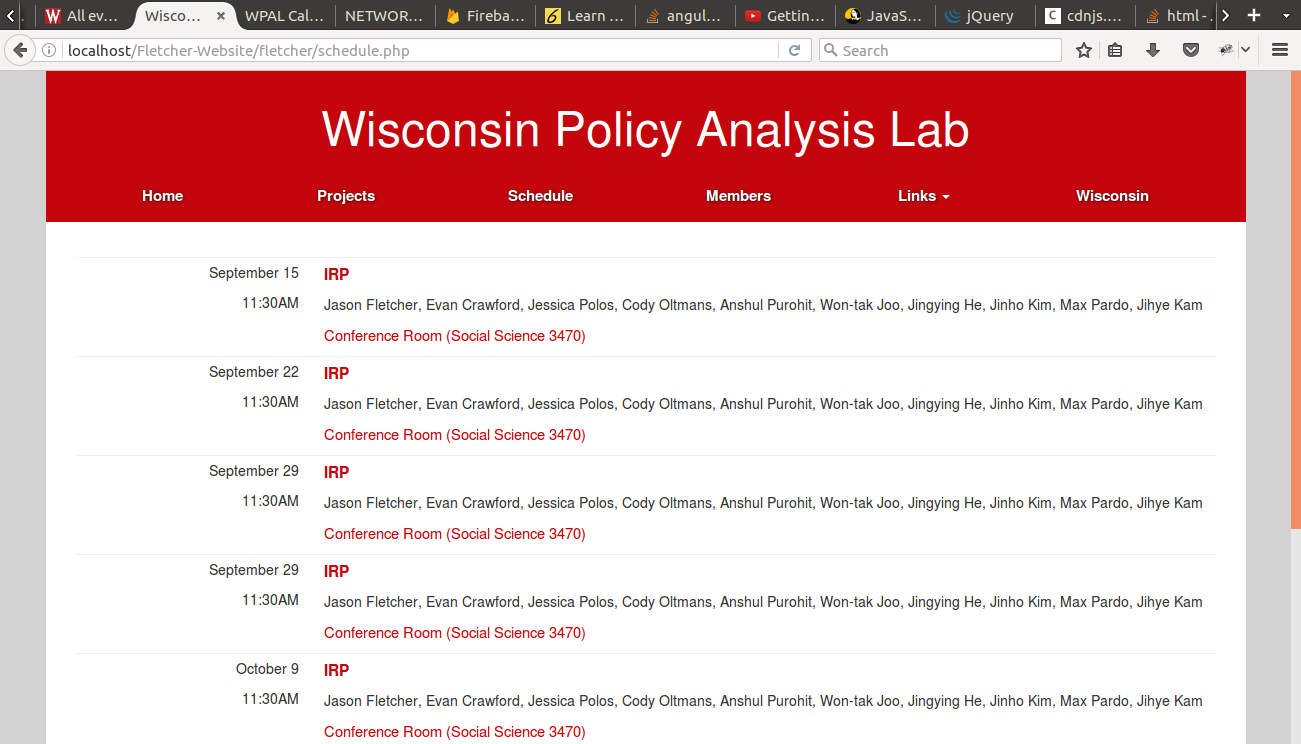 All ev...
Wisco...
WPAL Cal...
NETWOR...
Fireba...
Learn ...
angul...
Gettin...
JavaS...
jQuery
cdnjs....
html - .
localhost/Fletcher-Website/fletcher/schedule.php
Search
Wisconsin Policy Analysis Lab
Home Projects Schedule Members Links Wisconsin
September 15 IRP
11:30AM Jason Fletcher, Evan Crawford, Jessica Polos, Cody Oltmans, Anshul Purohit, Won-tak Joo, Jingying He, Jinho Kim, Max Pardo, Jihye Kam
Conference Room (Social Science 3470)
September 22 IRP
11:30AM Jason Fletcher, Evan Crawford, Jessica Polos, Cody Oltmans, Anshul Purohit, Won-tak Joo, Jingying He, Jinho Kim, Max Pardo, Jihye Kam
Conference Room (Social Science 3470)
September 29 IRP
11:30AM Jason Fletcher, Evan Crawford, Jessica Polos, Cody Oltmans, Anshul Purohit, Won-tak Joo, Jingying He, Jinho Kim, Max Pardo, Jihye Kam
Conference Room (Social Science 3470)
September 29 IRP
11:30AM Jason Fletcher, Evan Crawford, Jessica Polos, Cody Oltmans, Anshul Purohit, Won-tak Joo, Jingying He, Jinho Kim, Max Pardo, Jihye Kam
Conference Room (Social Science 3470)
October 9 IRP
11:30AM Jason Fletcher, Evan Crawford, Jessica Polos, Cody Oltmans, Anshul Purohit, Won-tak Joo, Jingying He, Jinho Kim, Max Pardo, Jihye Kam
Conference Room (Social Science 3470)